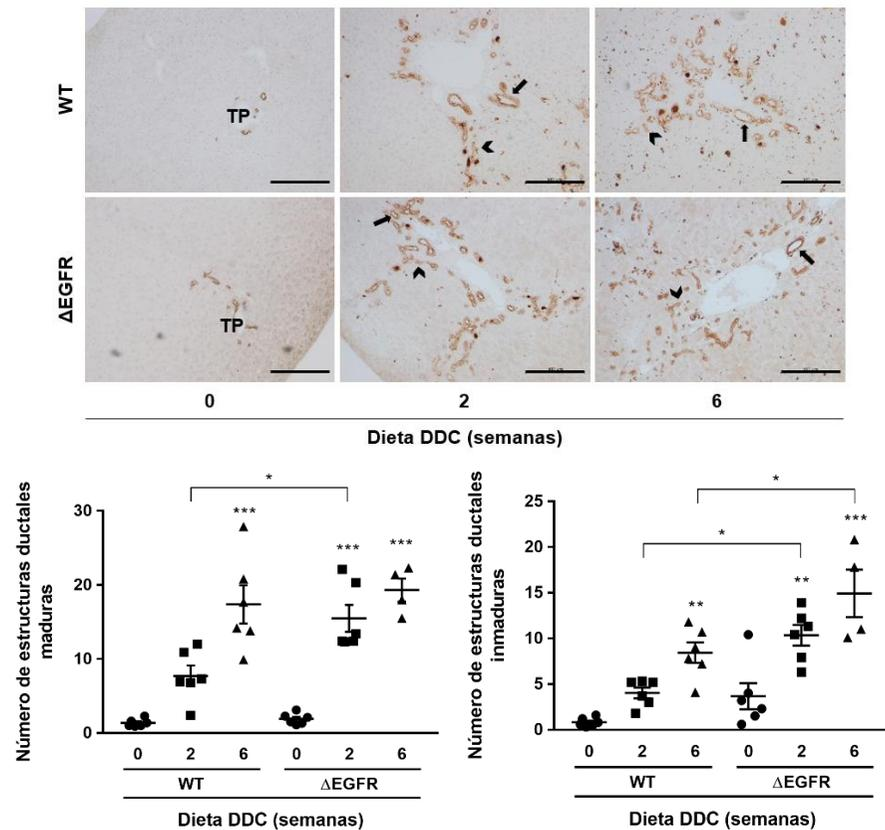 WT
TP
ΔEGFR
TP
0 2 6
Dieta DDC (semanas)
Número de estructuras ductales
maduras
30
20
10
0
*
***
***
***
0 2 6 0 2 6
WT ΔEGFR
Dieta DDC (semanas)
Número de estructuras ductales
inmaduras
25
20
15
10
5
0
*
*
**
**
***
0 2 6 0 2 6
WT ΔEGFR
Dieta DDC (semanas)